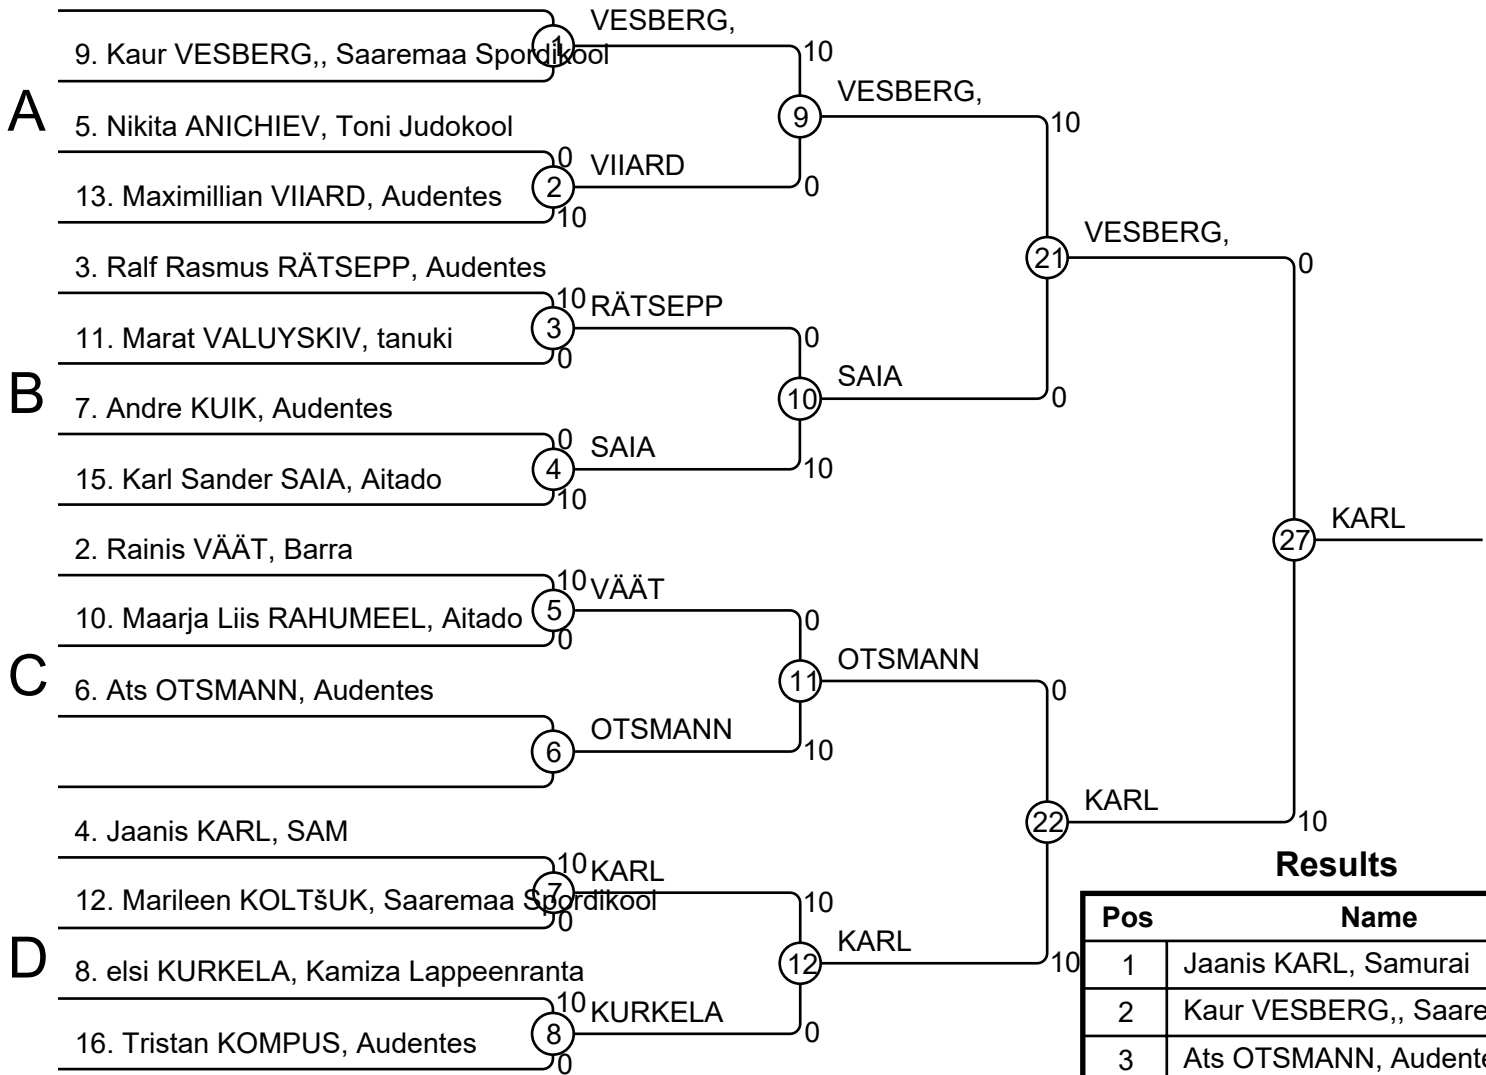 VESBERG,
9. Kaur VESBERG,, Saaremaa Spordikool
1
10
A
VESBERG,
9
5. Nikita ANICHIEV, Toni Judokool
10
0
VIIARD
13. Maximillian VIIARD, Audentes
2
0
10
VESBERG,
3. Ralf Rasmus RÄTSEPP, Audentes
21
0
10
RÄTSEPP
11. Marat VALUYSKIV, tanuki
3
0
0
B
SAIA
7. Andre KUIK, Audentes
10
0
0
SAIA
15. Karl Sander SAIA, Aitado
4
10
10
KARL
27
2. Rainis VÄÄT, Barra
10
VÄÄT
10. Maarja Liis RAHUMEEL, Aitado
5
0
0
C
OTSMANN
6. Ats OTSMANN, Audentes
11
0
OTSMANN
6
10
KARL
4. Jaanis KARL, SAM
22
10
10
KARL
Results
12. Marileen KOLTšUK, Saaremaa Spordikool
7
10
0
Pos Name
D
KARL
8. elsi KURKELA, Kamiza Lappeenranta
12
10
1 Jaanis KARL, Samurai
10
KURKELA
2 Kaur VESBERG,, Saare
16. Tristan KOMPUS, Audentes
8
0
0
3 Ats OTSMANN,